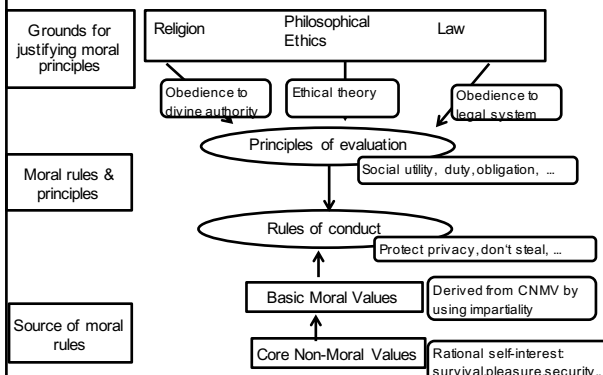 Grounds for
justifying moral
principles
Religion
Philosophical
Ethics
Law
Obedience to
divine authority
Ethical theory
Obedience to
legal system
Principles of evaluation
Social utility, duty, obligation, ...
Moral rules &
principles
Rules of conduct
Protect privacy, don't steal, ...
Basic Moral Values
Derived from CNMV by
using impartiality
Source of moral
rules
Core Non-Moral Values
Rational self-interest:
survival,pleasure,security,..